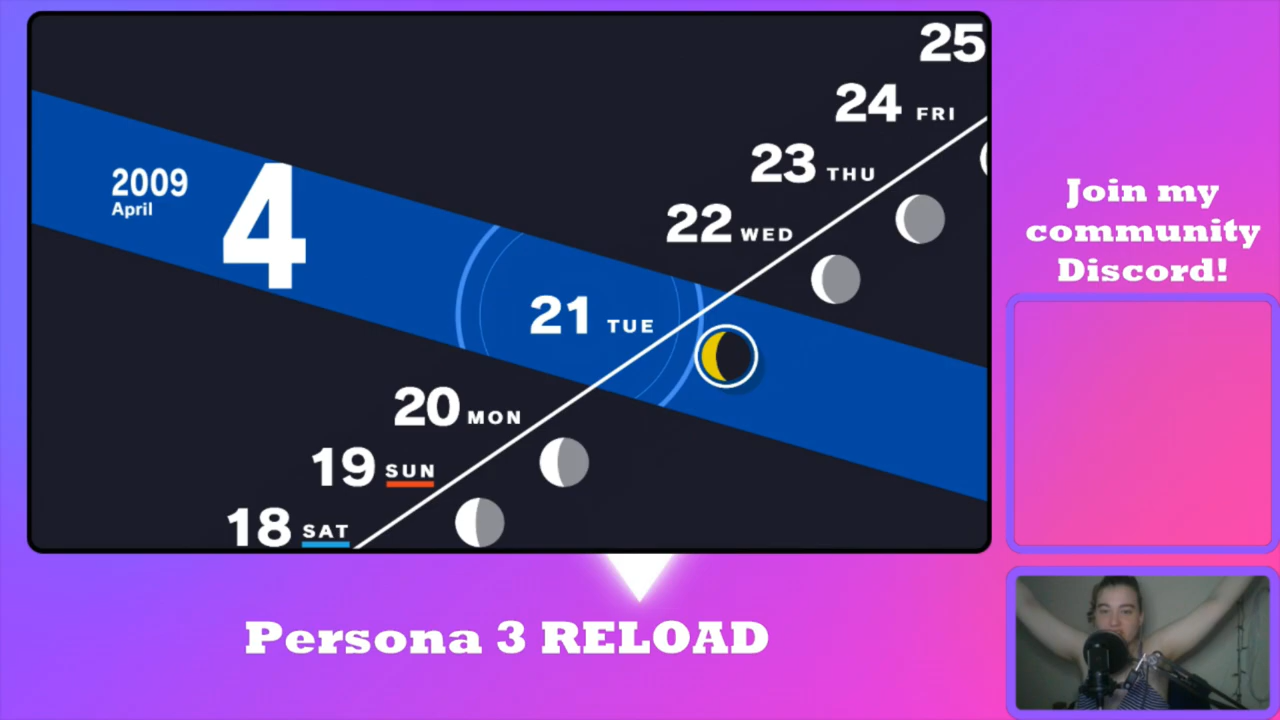 25
24 FRI
23 THU
22 WED
2009
April
4
21 TUE
20 MON
19 SUN
18 SAT
Join my
community
Discord!
Persona 3 RELOAD